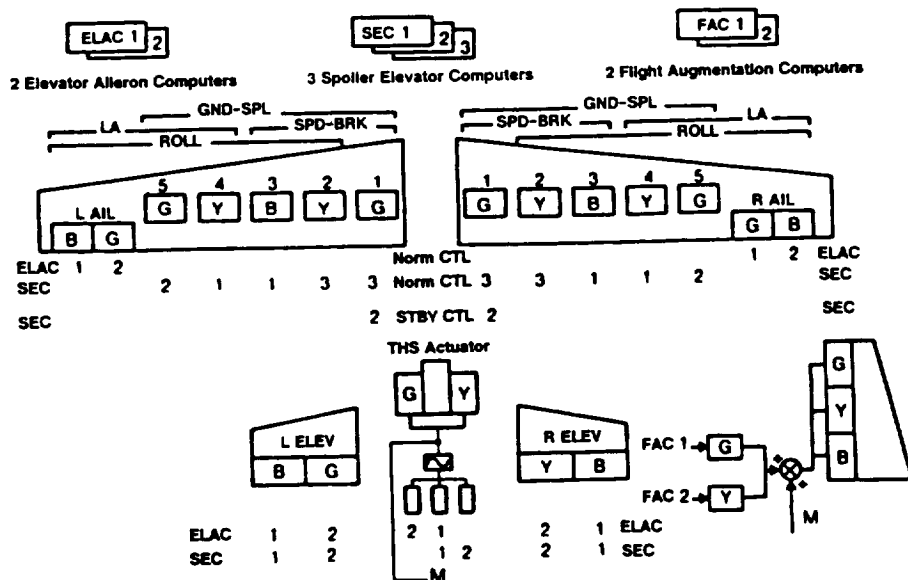 ELAC 1 2
SEC 1 2 3
FAC 1 2
2 Elevator Aileron Computers
3 Spoiler Elevator Computers
2 Flight Augmentation Computers
GND-SPL
GND-SPL
LA
SPD-BRK
SPD-BRK
LA
ROLL
ROLL
5 4 3 2 1
1 2 3 4 5
G Y B Y G
G Y B Y G
L AIL
R AIL
B G
G B
Norm CTL
ELAC 1 2
1 2 ELAC
SEC 2 1 1 3 3 Norm CTL 3 3 1 1 2 SEC
SEC 2 STBY CTL 2 SEC
THS Actuator
G Y
G
Y
B
L ELEV
R ELEV
B G
Y B
FAC 1 G
FAC 2 Y
+
+
M
ELAC 1 2 2 1 2 1 ELAC
SEC 1 2 1 2 2 1 SEC
M